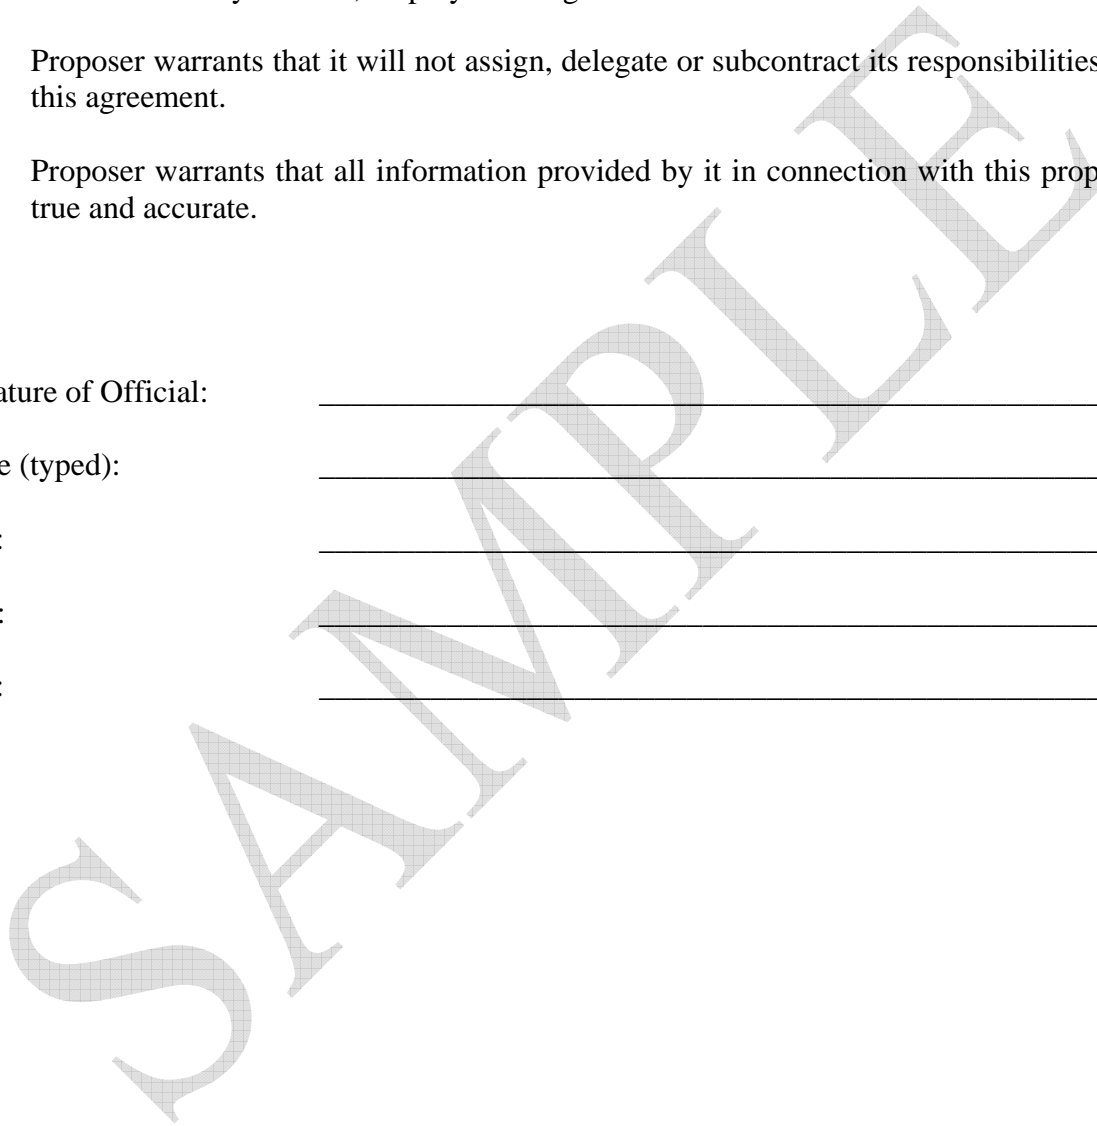 Proposer warrants that it will not assign, delegate or subcontract its responsibilities
this agreement.
Proposer warrants that all information provided by it in connection with this prop
true and accurate.
ature of Official:
e (typed):
:
:
:
SAMPLE